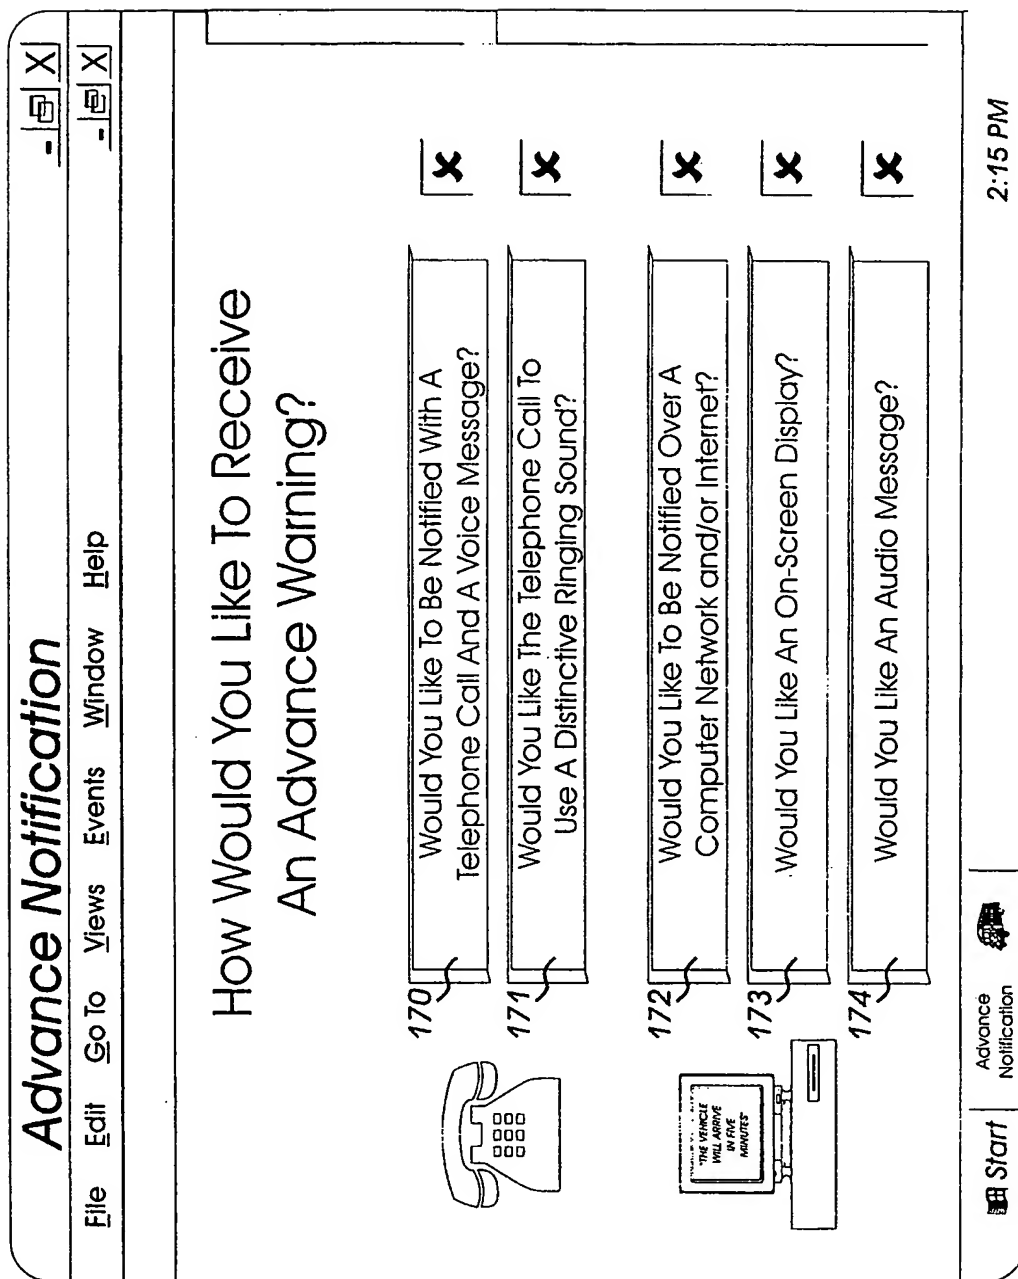 Advance Notification
File Edit Go To Views Events Window Help
How Would You Like To Receive
An Advance Warning?
170
Would You Like To Be Notified With A
Telephone Call And A Voice Message?
171
Would You Like The Telephone Call To
Use A Distinctive Ringing Sound?
172
Would You Like To Be Notified Over A
Computer Network and/or Internet?
173
Would You Like An On-Screen Display?
174
Would You Like An Audio Message?
"THE VEHICLE
WILL ARRIVE
IN FIVE
MINUTES"
Start
Advance
Notification
2:15 PM